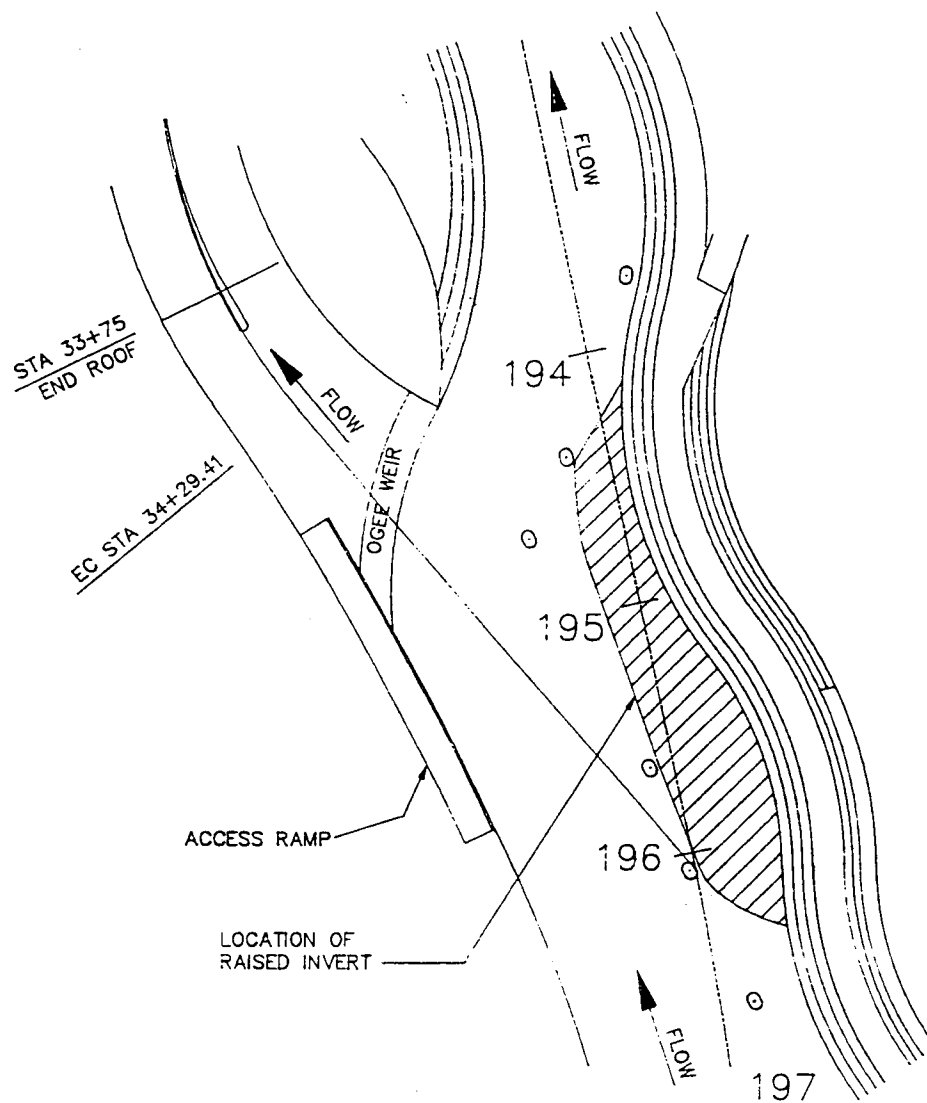 FLOW
STA 33+75
END ROOF
194
FLOW
OGEE WEIR
EC STA 34+29.41
195
ACCESS RAMP
196
LOCATION OF
RAISED INVERT
FLOW
197